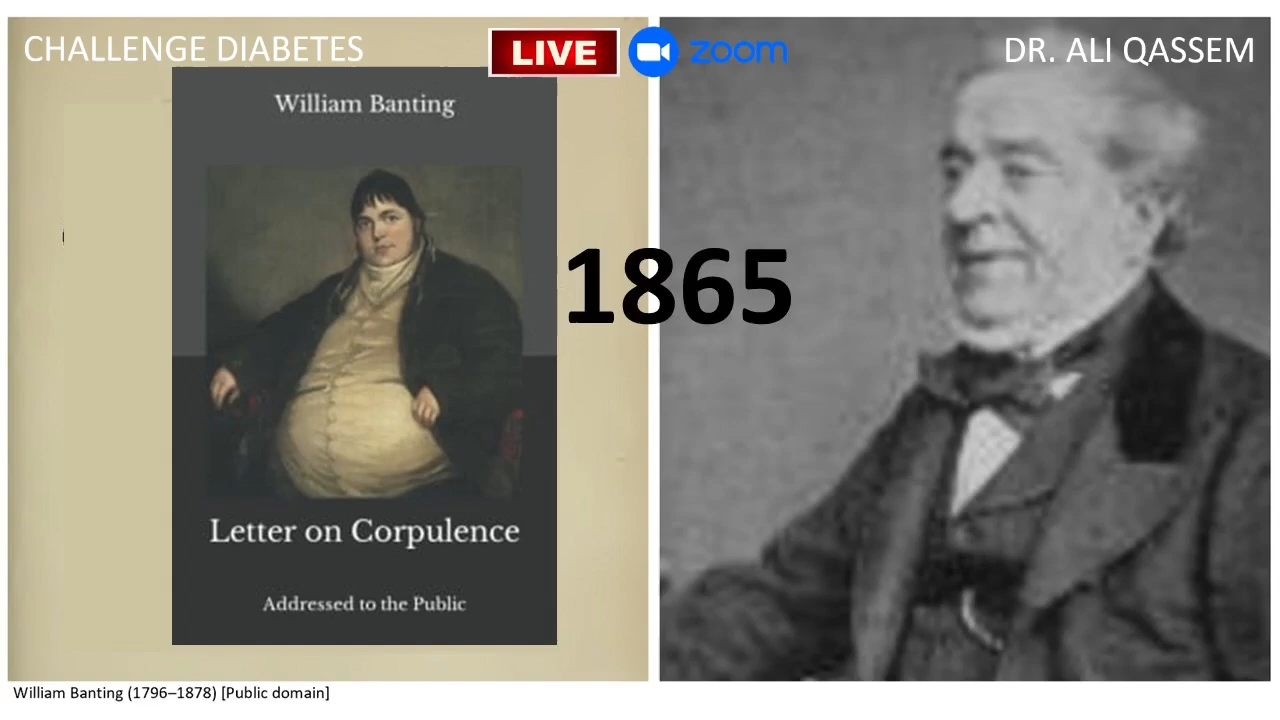 CHALLENGE DIABETES
LIVE
zoom
DR. ALI QASSEM
William Banting
1865
Letter on Corpulence
Addressed to the Public
William Banting (1796–1878) [Public domain]